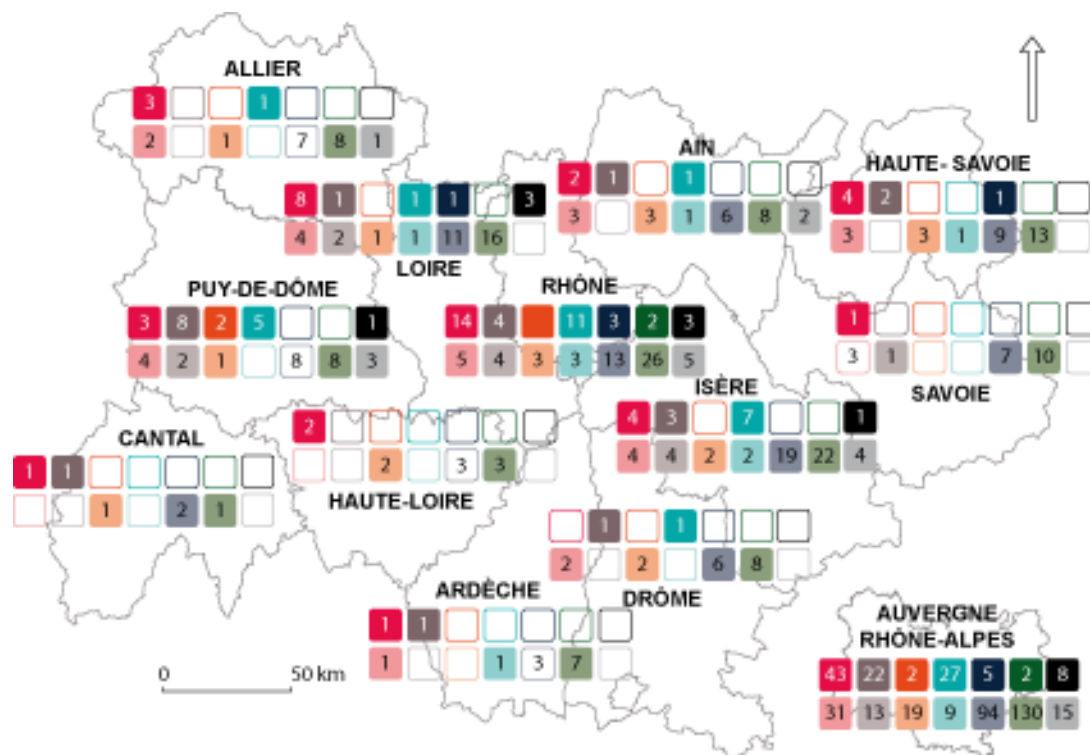 ALLIER
3 1
2 1 7 8 1
AIN
2 1 1
3 3 1 6 8 2
HAUTE- SAVOIE
4 2 1
3 3 1 9 13
8 1 1 1 3
4 2 1 1 11 16
LOIRE
PUY-DE-DÔME
3 8 2 5 1
4 2 1 8 8 3
RHÔNE
14 4 11 3 2 3
5 4 3 3 13 26 5
1
3 1 7 10
SAVOIE
ISÈRE
4 3 7 1
4 4 2 2 19 22 4
CANTAL
1 1
1 2 1
2
2 3 3
HAUTE-LOIRE
1 1
2 2 6 8
DRÔME
ARDÈCHE
1 1
1 1 3 7
AUVERGNE
RHÔNE-ALPES
43 22 2 27 5 2 8
31 13 19 9 94 130 15
0 50 km